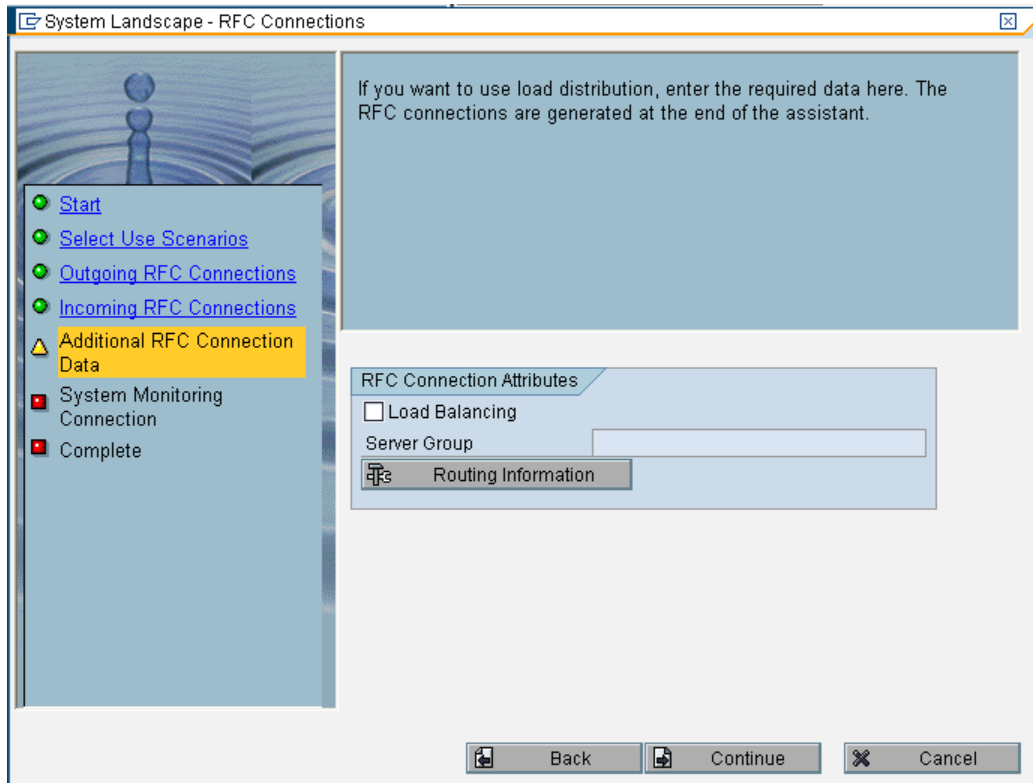 System Landscape - RFC Connections
If you want to use load distribution, enter the required data here. The
RFC connections are generated at the end of the assistant.
Start
Select Use Scenarios
Outgoing RFC Connections
Incoming RFC Connections
Additional RFC Connection
Data
System Monitoring
Connection
Complete
RFC Connection Attributes
Load Balancing
Server Group
Routing Information
Back
Continue
Cancel